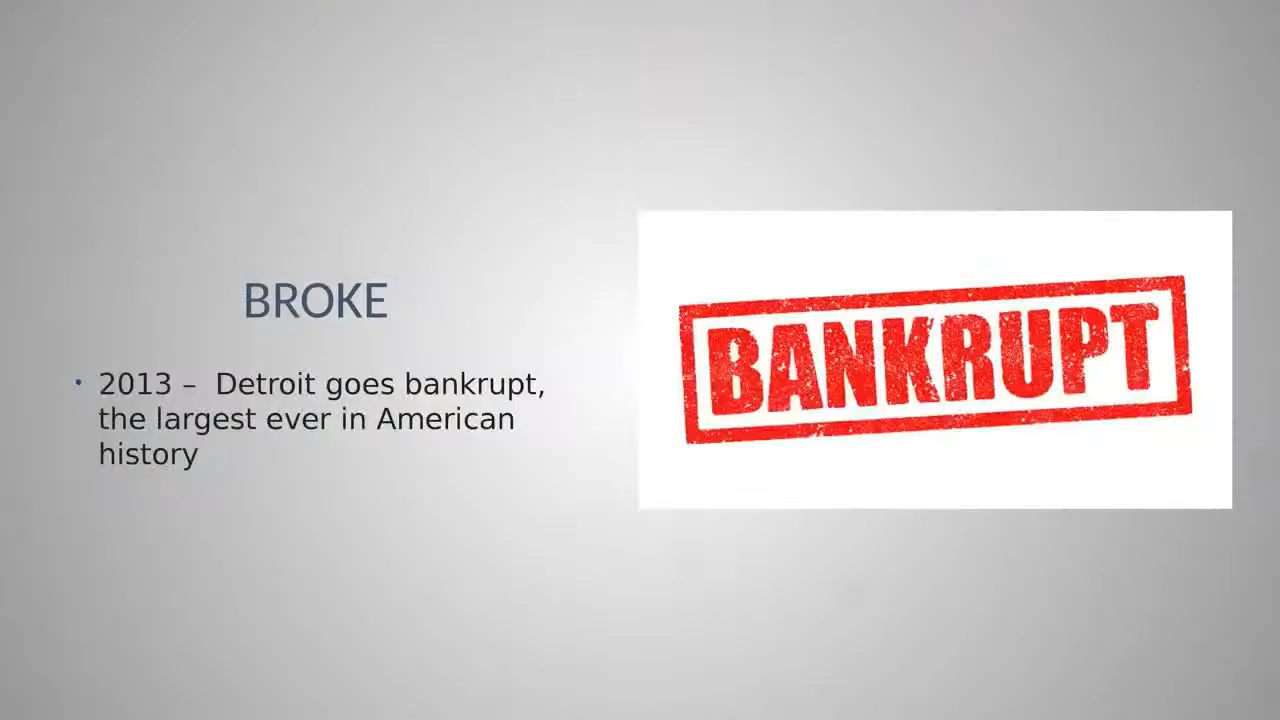 BROKE
• 2013 –  Detroit goes bankrupt,
the largest ever in American
history
BANKRUPT